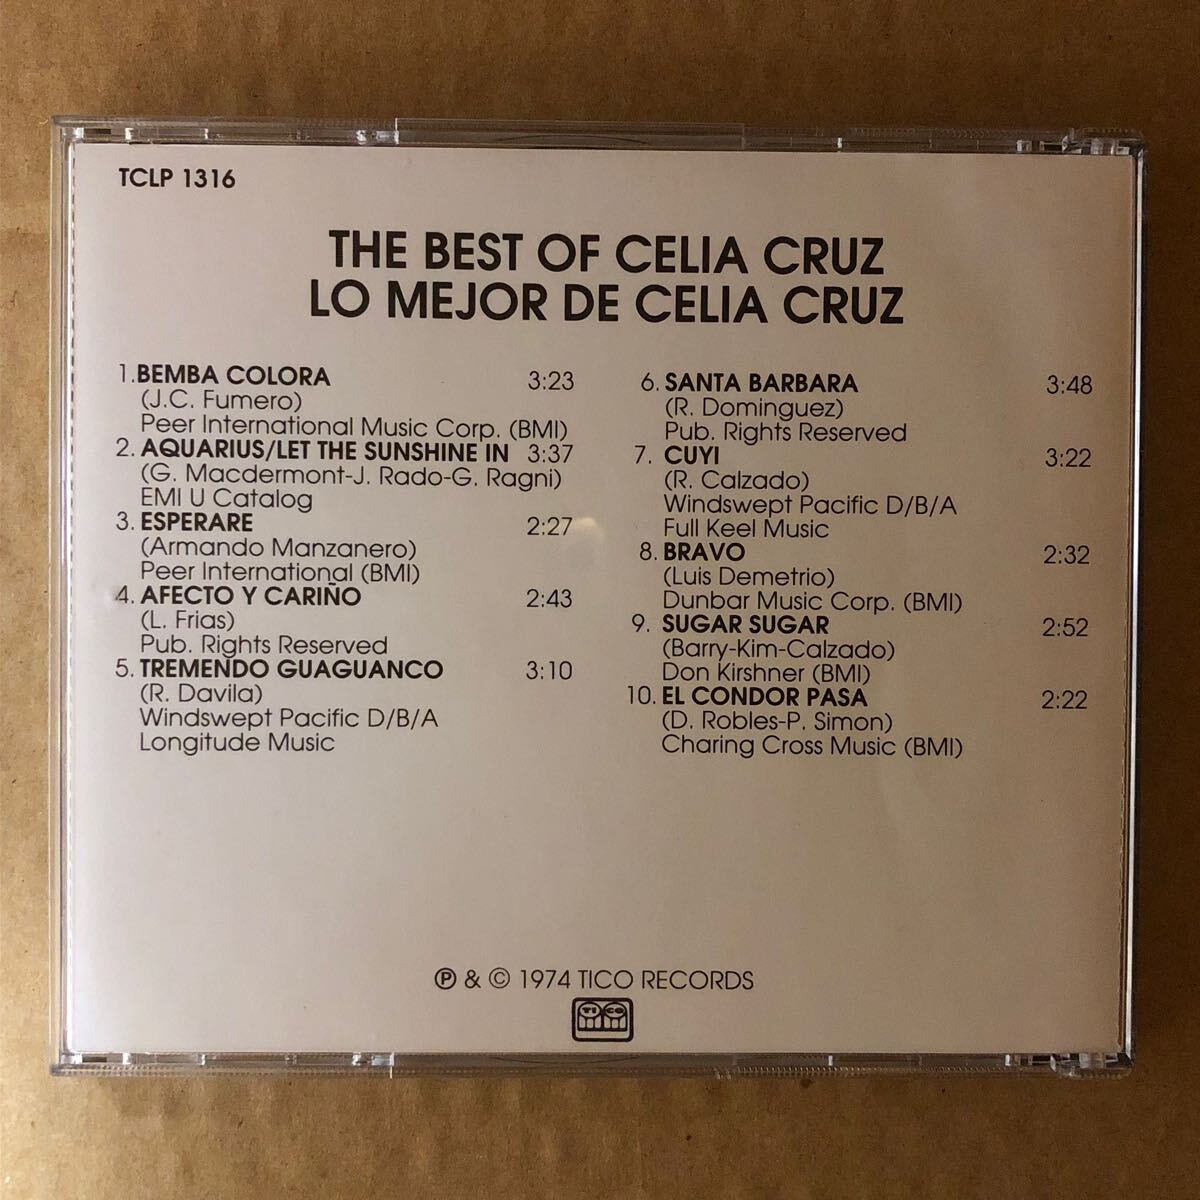 TCLP 1316
THE BEST OF CELIA CRUZ
LO MEJOR DE CELIA CRUZ
1. BEMBA COLORA 3:23
(J.C. Fumero)
Peer International Music Corp. (BMI)
2. AQUARIUS/LET THE SUNSHINE IN 3:37
(G. Macdermont-J. Rado-G. Ragni)
EMI U Catalog
3. ESPERARE 2:27
(Armando Manzanero)
Peer International (BMI)
4. AFECTO Y CARIÑO 2:43
(L. Frias)
Pub. Rights Reserved
5. TREMENDO GUAGUANCO 3:10
(R. Davila)
Windswept Pacific D/B/A
Longitude Music
6. SANTA BARBARA 3:48
(R. Dominguez)
Pub. Rights Reserved
7. CUYI 3:22
(R. Calzado)
Windswept Pacific D/B/A
Full Keel Music
8. BRAVO 2:32
(Luis Demetrio)
Dunbar Music Corp. (BMI)
9. SUGAR SUGAR 2:52
(Barry-Kim-Calzado)
Don Kirshner (BMI)
10. EL CONDOR PASA 2:22
(D. Robles-P. Simon)
Charing Cross Music (BMI)
℗ & © 1974 TICO RECORDS
TICO